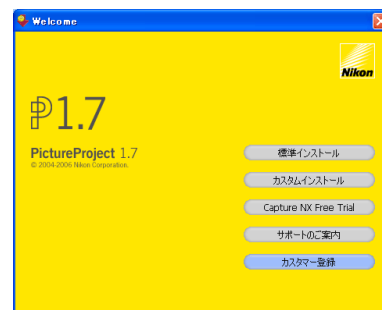 Welcome
Nikon
P1.7
PictureProject 1.7
© 2004-2006 Nikon Corporation.
標準インストール
カスタムインストール
Capture NX Free Trial
サポートのご案内
カスタマー登録